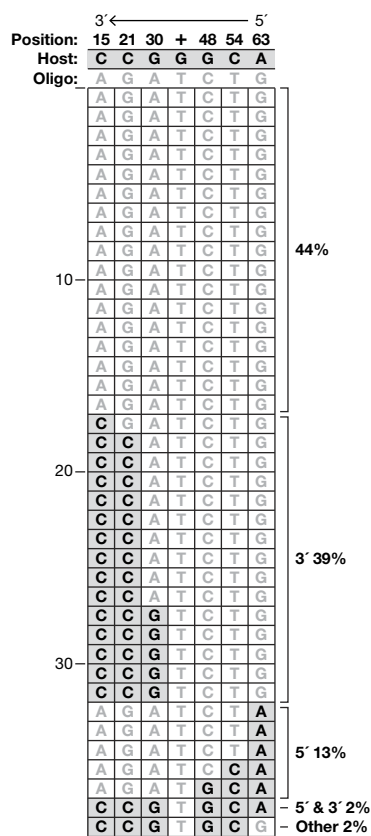 3´ 5´
Position: 15 21 30 + 48 54 63
Host: C C G G G C A
Oligo: A G A T C T G
A G A T C T G
A G A T C T G
A G A T C T G
A G A T C T G
A G A T C T G
A G A T C T G
A G A T C T G
A G A T C T G
A G A T C T G 44%
A G A T C T G
10
A G A T C T G
A G A T C T G
A G A T C T G
A G A T C T G
A G A T C T G
A G A T C T G
A G A T C T G
C G A T C T G
C C A T C T G
C C A T C T G
20
C C A T C T G
C C A T C T G
C C A T C T G
C C A T C T G
C C A T C T G 3´ 39%
C C A T C T G
C C A T C T G
C C G T C T G
C C G T C T G
C C G T C T G
30
C C G T C T G
C C G T C T G
A G A T C T A
A G A T C T A
A G A T C T A 5´ 13%
A G A T C C A
A G A T G C A
C C G T G C A 5´ & 3´ 2%
C C G T G C G Other 2%